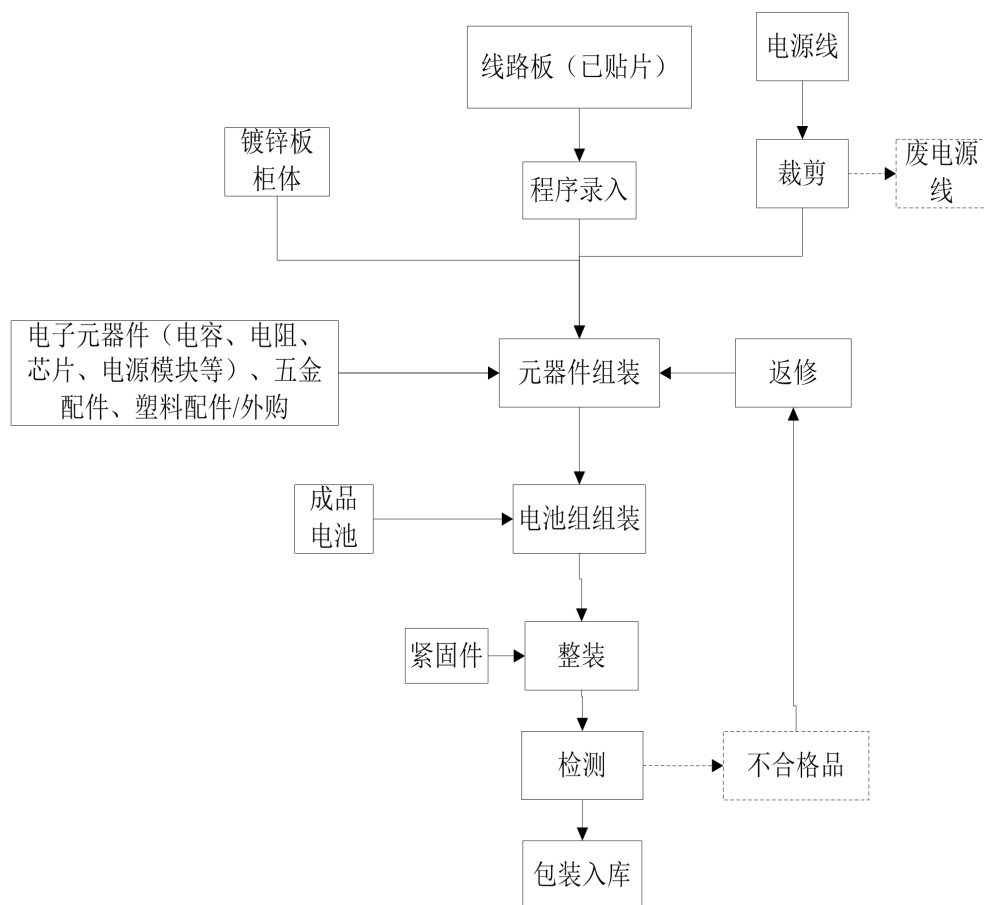 线路板（已贴片）
电源线
镀锌板
柜体
程序录入
裁剪
废电源
线
电子元器件（电容、电阻、
芯片、电源模块等）、五金
配件、塑料配件/外购
元器件组装
返修
成品
电池
电池组组装
紧固件
整装
检测
不合格品
包装入库